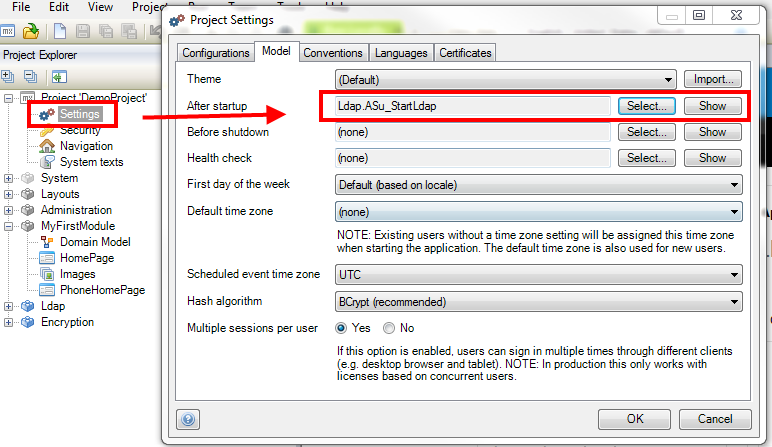 Project Settings
File Edit View Project Run Team Tools Help
Project Explorer
Project 'DemoProject'
Settings
Security
Navigation
System texts
System
Layouts
Administration
MyFirstModule
Domain Model
HomePage
Images
PhoneHomePage
Ldap
Encryption
Configurations Model Conventions Languages Certificates
Theme (Default) Import...
After startup Ldap.ASu_StartLdap Select... Show
Before shutdown (none) Select... Show
Health check (none) Select... Show
First day of the week Default (based on locale)
Default time zone (none)
NOTE: Existing users without a time zone setting will be assigned this time zone
when starting the application. The default time zone is also used for new users.
Scheduled event time zone UTC
Hash algorithm BCrypt (recommended)
Multiple sessions per user Yes No
If this option is enabled, users can sign in multiple times through different clients
(e.g. desktop browser and tablet). NOTE: In production this only works with
licenses based on concurrent users.
OK Cancel